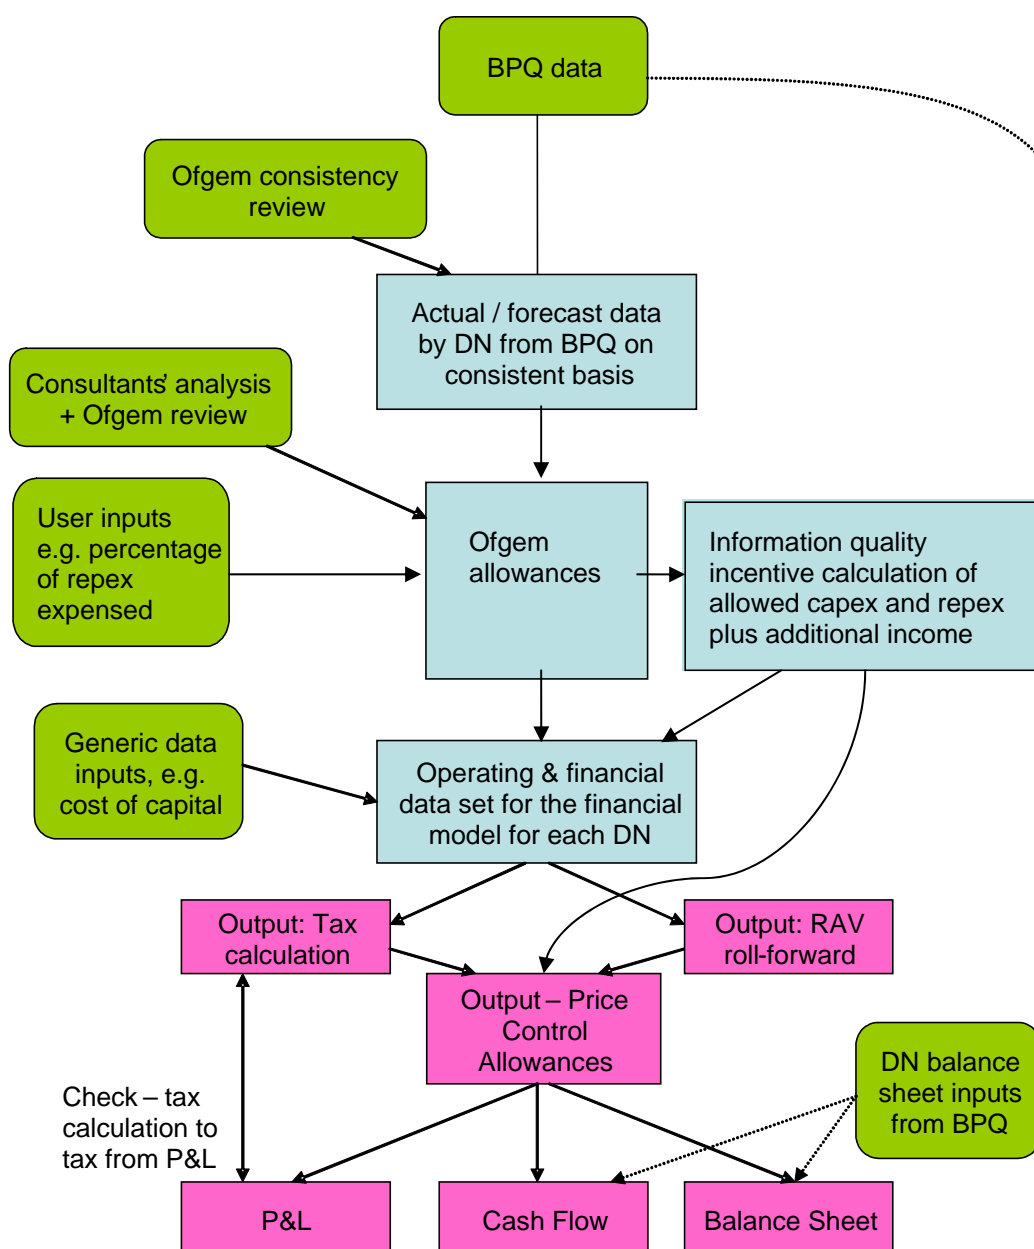 BPQ data
Ofgem consistency
review
Actual / forecast data
by DN from BPQ on
consistent basis
Consultants' analysis
+ Ofgem review
User inputs
e.g. percentage
of repex
expensed
Ofgem
allowances
Information quality
incentive calculation of
allowed capex and repex
plus additional income
Generic data
inputs, e.g.
cost of capital
Operating & financial
data set for the financial
model for each DN
Output: Tax
calculation
Output: RAV
roll-forward
Output – Price
Control
Allowances
DN balance
sheet inputs
from BPQ
Check – tax
calculation to
tax from P&L
P&L
Cash Flow
Balance Sheet